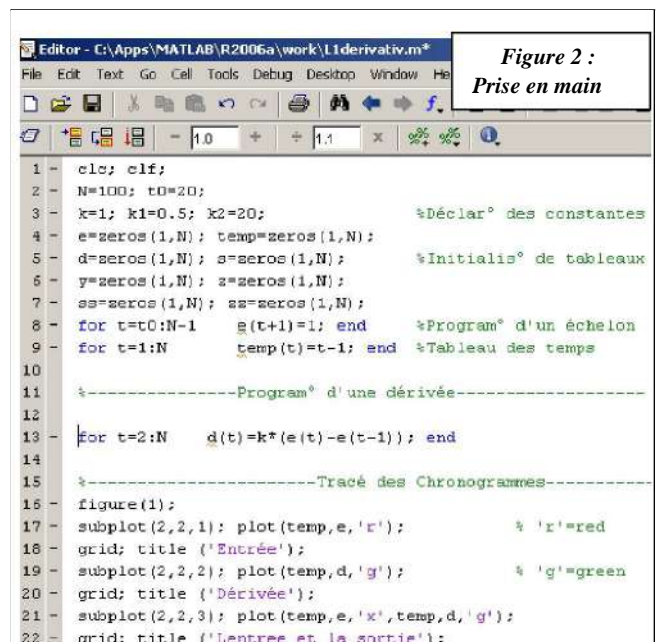 Editor - C:\Apps\MATLAB\R2006a\work\L1derivativ.m*
Figure 2 :
Prise en main
File Edit Text Go Cell Tools Debug Desktop Window He
1.0
1.1
1 - clc; clf;
2 - N=100; t0=20;
3 - k=1; k1=0.5; k2=20; %Déclar° des constantes
4 - e=zeros(1,N); temp=zeros(1,N);
5 - d=zeros(1,N); s=zeros(1,N); %Initialis° de tableaux
6 - y=zeros(1,N); z=zeros(1,N);
7 - ss=zeros(1,N); zz=zeros(1,N);
8 - for t=t0:N-1 e(t+1)=1; end %Program° d'un échelon
9 - for t=1:N temp(t)=t-1; end %Tableau des temps
10
11 %---------------Program° d'une dérivée-------------------
12
13 - for t=2:N d(t)=k*(e(t)-e(t-1)); end
14
15 %-----------------------Tracé des Chronogrammes-----------
16 - figure(1);
17 - subplot(2,2,1); plot(temp,e,'r'); % 'r'=red
18 - grid; title ('Entrée');
19 - subplot(2,2,2); plot(temp,d,'g'); % 'g'=green
20 - grid; title ('Dérivée');
21 - subplot(2,2,3); plot(temp,e,'x',temp,d,'g');
22 - grid; title ('Lentree et la sortie');